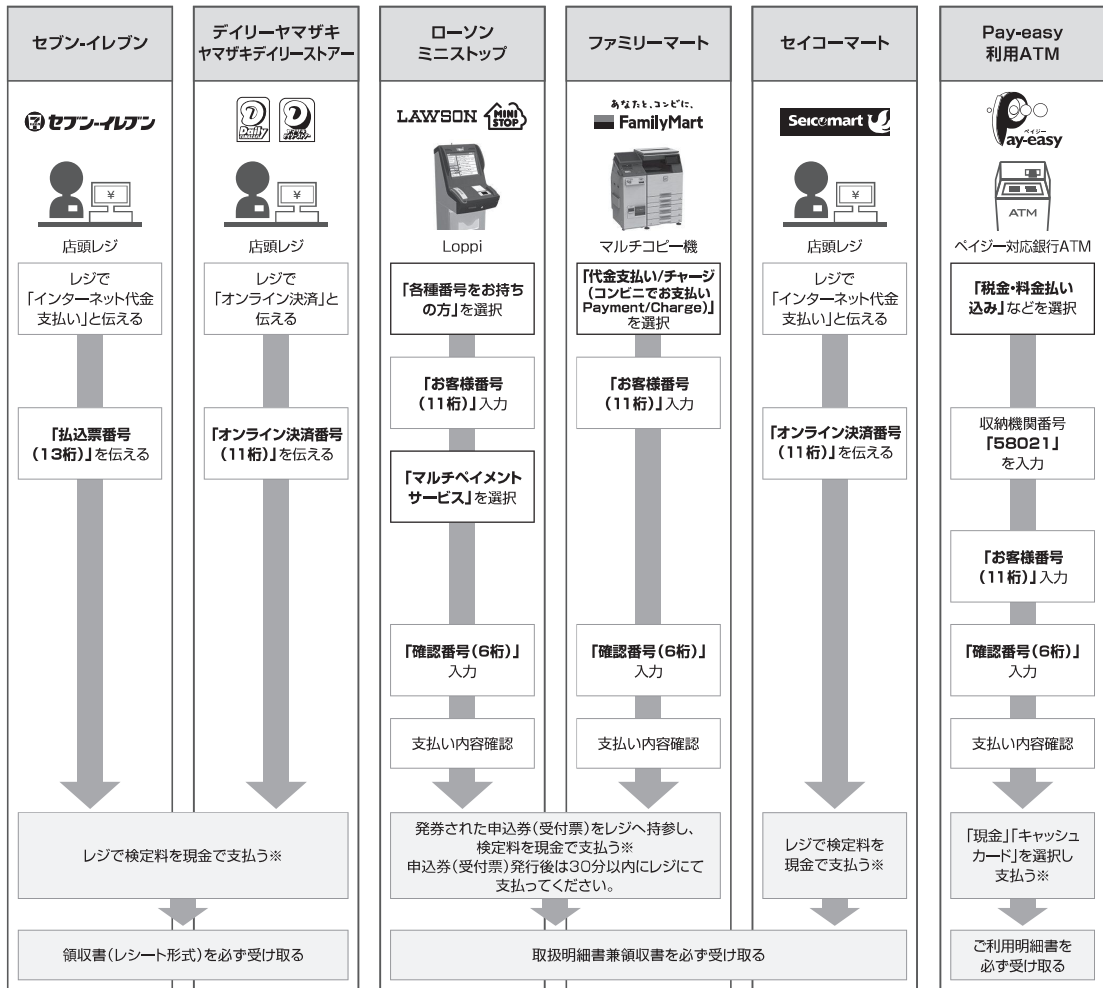 セブン-イレブン
デイリーヤマザキ
ヤマザキデイリーストアー
ローソン
ミニストップ
ファミリーマート
セイコーマート
Pay-easy
利用ATM
セブン-イレブン
Daily
LAWSON
MINI
STOP
あなたと、コンビに、
FamilyMart
Seicomart
ペイジー
Pay-easy
¥
¥
¥
ATM
店頭レジ
店頭レジ
Loppi
マルチコピー機
店頭レジ
ペイジー対応銀行ATM
レジで
「インターネット代金
支払い」と伝える
レジで
「オンライン決済」と
伝える
「各種番号をお持ち
の方」を選択
「代金支払い/チャージ
(コンビニでお支払い
Payment/Charge)」
を選択
レジで
「インターネット代金
支払い」と伝える
「税金・料金払い
込み」などを選択
「お客様番号
(11桁)」入力
「お客様番号
(11桁)」入力
「払込票番号
(13桁)」を伝える
「オンライン決済番号
(11桁)」を伝える
「マルチペイメント
サービス」を選択
「オンライン決済番号
(11桁)」を伝える
収納機関番号
「58021」
を入力
「お客様番号
(11桁)」入力
「確認番号(6桁)」
入力
「確認番号(6桁)」
入力
「確認番号(6桁)」
入力
支払い内容確認
支払い内容確認
支払い内容確認
レジで検定料を現金で支払う※
発券された申込券(受付票)をレジへ持参し、
検定料を現金で支払う※
申込券(受付票)発行後は30分以内にレジにて
支払ってください。
レジで検定料を
現金で支払う※
「現金」「キャッシュ
カード」を選択し
支払う※
領収書(レシート形式)を必ず受け取る
取扱明細書兼領収書を必ず受け取る
ご利用明細書を
必ず受け取る